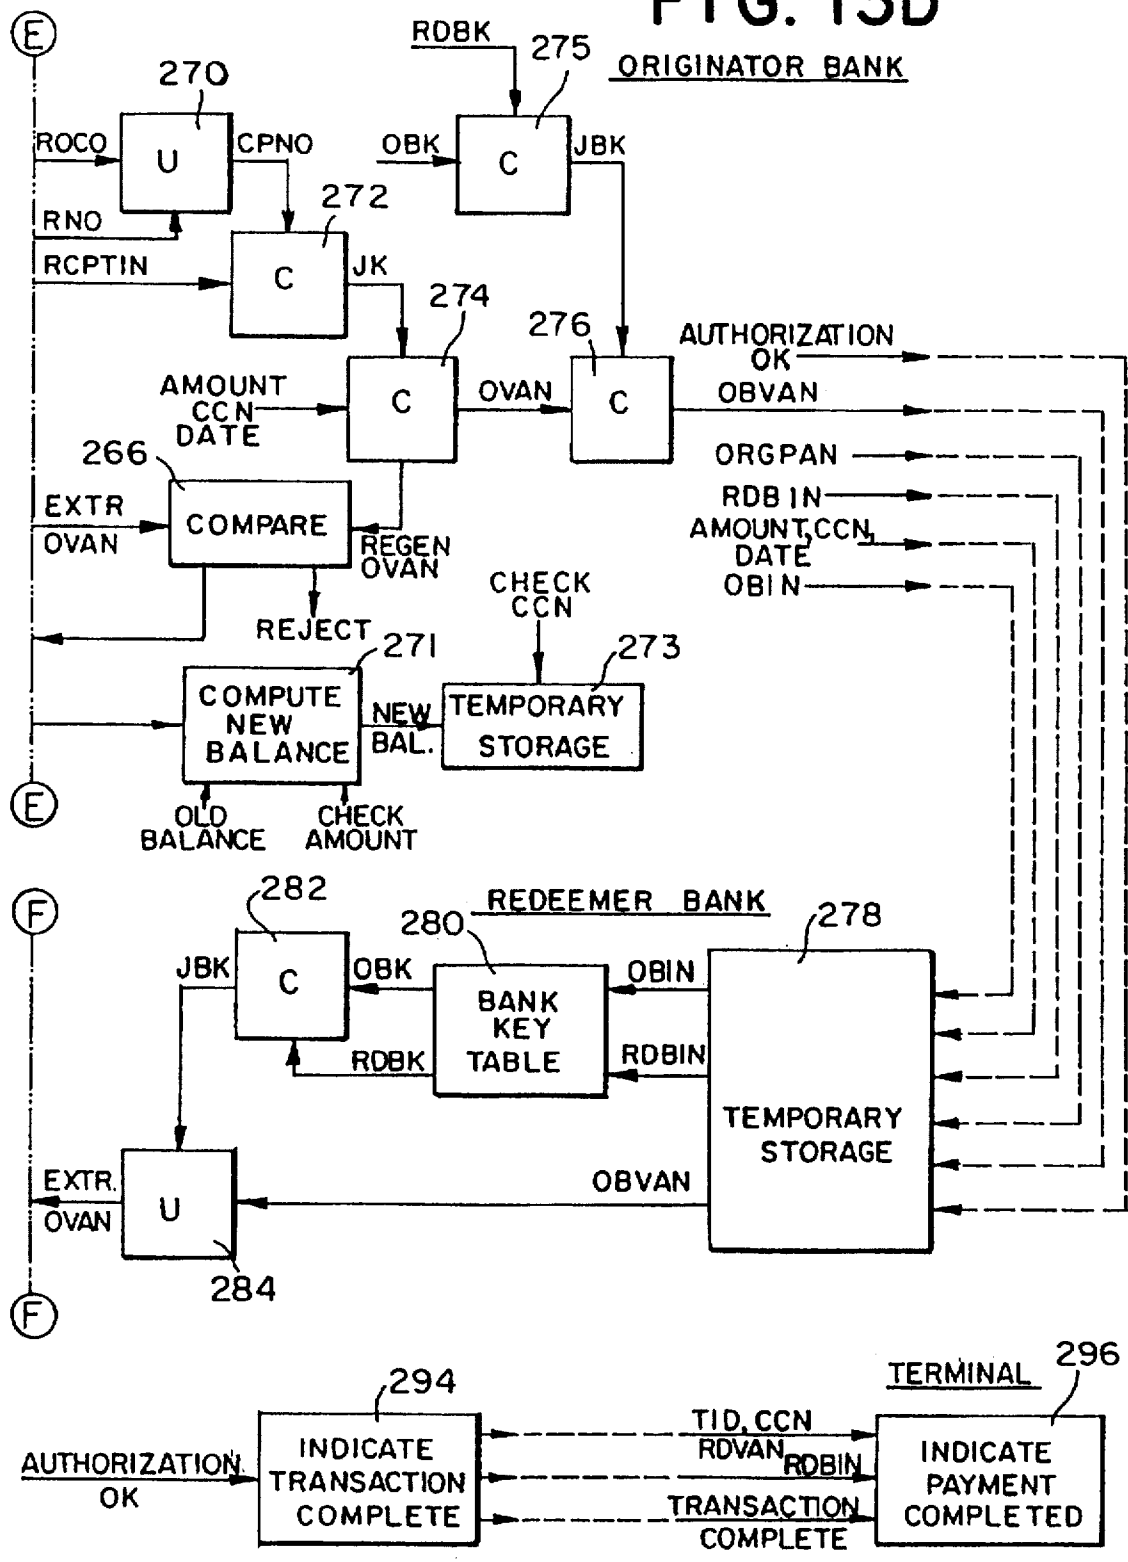 FIG. 13D
E
RDBK
275
ORIGINATOR BANK
270
ROCO
U
CPNO
OBK
C
JBK
272
RNO
RCPTIN
C
JK
274
276
AUTHORIZATION
OK
AMOUNT
CCN
DATE
C
OVAN
C
OBVAN
266
ORGPAN
EXTR
OVAN
COMPARE
REGEN
OVAN
RDBIN
AMOUNT,CCN,
DATE
OBIN
CHECK
CCN
REJECT
271
273
COMPUTE
NEW
BALANCE
NEW
BAL.
TEMPORARY
STORAGE
E
OLD
BALANCE
CHECK
AMOUNT
F
282
REDEEMER BANK
280
278
JBK
C
OBK
BANK
KEY
TABLE
OBIN
RDBK
RDBIN
TEMPORARY
STORAGE
EXTR.
OVAN
U
OBVAN
284
F
294
TERMINAL
296
AUTHORIZATION
OK
INDICATE
TRANSACTION
COMPLETE
TID,CCN
RDVAN
RDBIN
TRANSACTION
COMPLETE
INDICATE
PAYMENT
COMPLETED